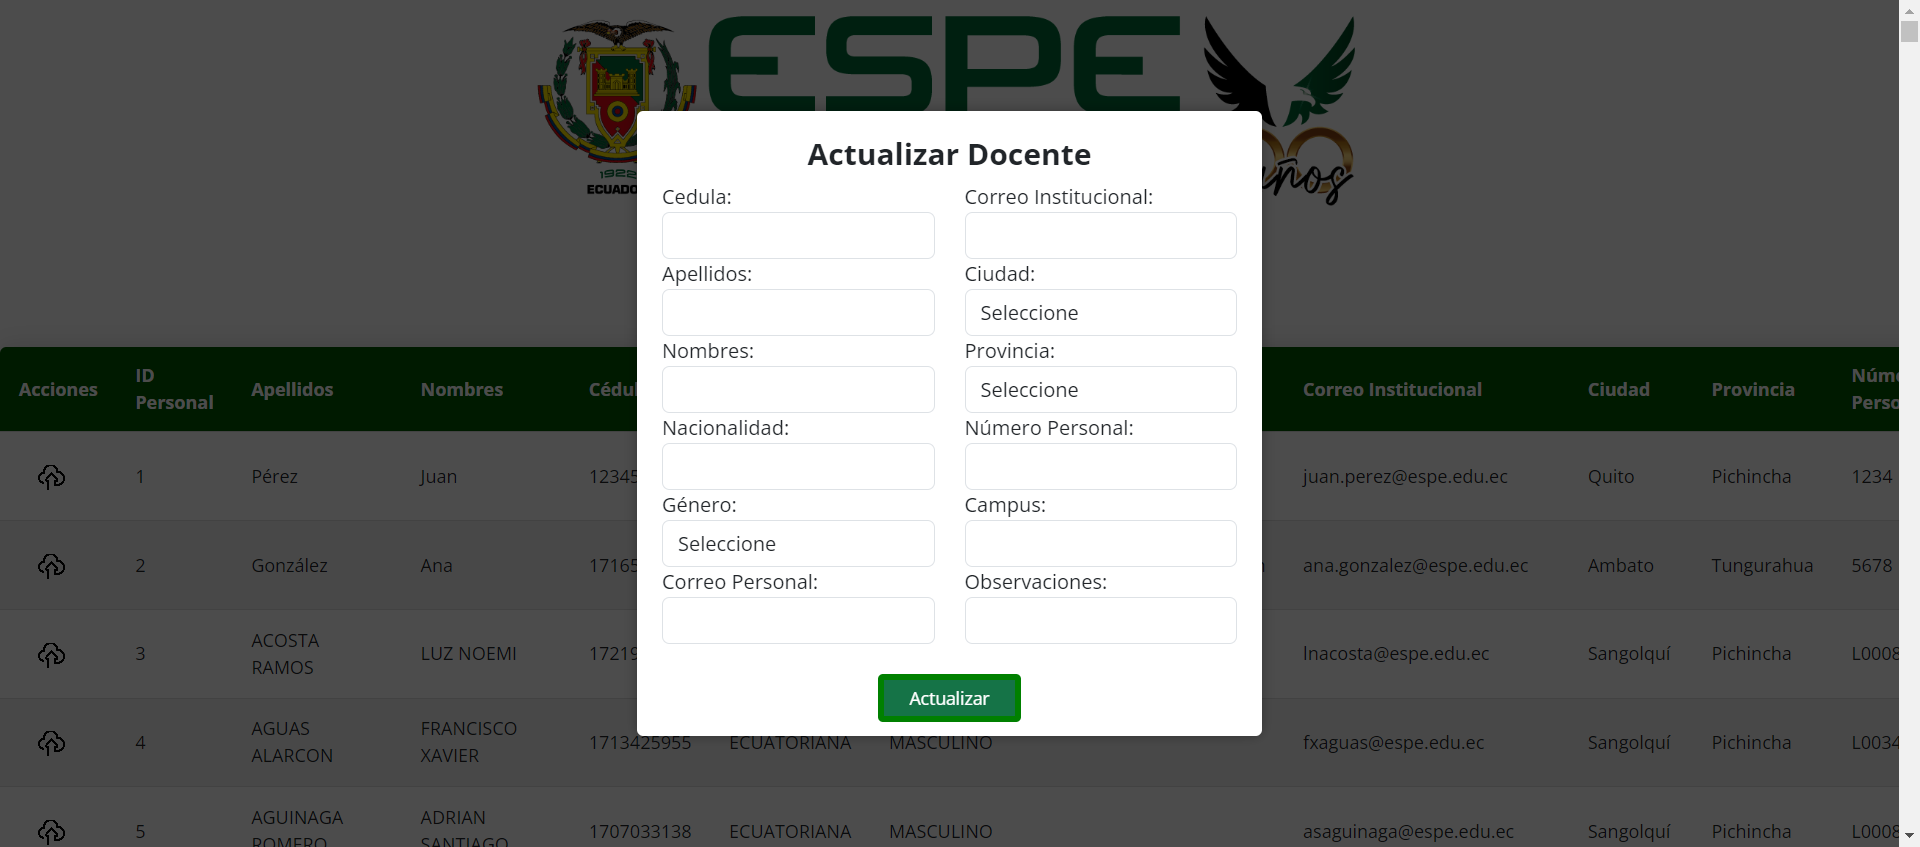 ESPE
1922
ECUADO
años
Actualizar Docente
Cedula:
Correo Institucional:
Apellidos:
Ciudad:
Seleccione
Nombres:
Provincia:
Seleccione
Nacionalidad:
Número Personal:
Género:
Seleccione
Campus:
Correo Personal:
Observaciones:
Actualizar
Acciones
ID
Personal
Apellidos
Nombres
Cédul
Correo Institucional
Ciudad
Provincia
Núme
Perso
1 Pérez Juan 12345 juan.perez@espe.edu.ec Quito Pichincha 1234
2 González Ana 17165 ana.gonzalez@espe.edu.ec Ambato Tungurahua 5678
3 ACOSTA RAMOS LUZ NOEMI 17219 lnacosta@espe.edu.ec Sangolquí Pichincha L0008
4 AGUAS ALARCON FRANCISCO XAVIER 1713425955 ECUATORIANA MASCULINO fxaguas@espe.edu.ec Sangolquí Pichincha L0034
5 AGUINAGA ROMERO ADRIAN SANTIAGO 1707033138 ECUATORIANA MASCULINO asaguinaga@espe.edu.ec Sangolquí Pichincha L0008